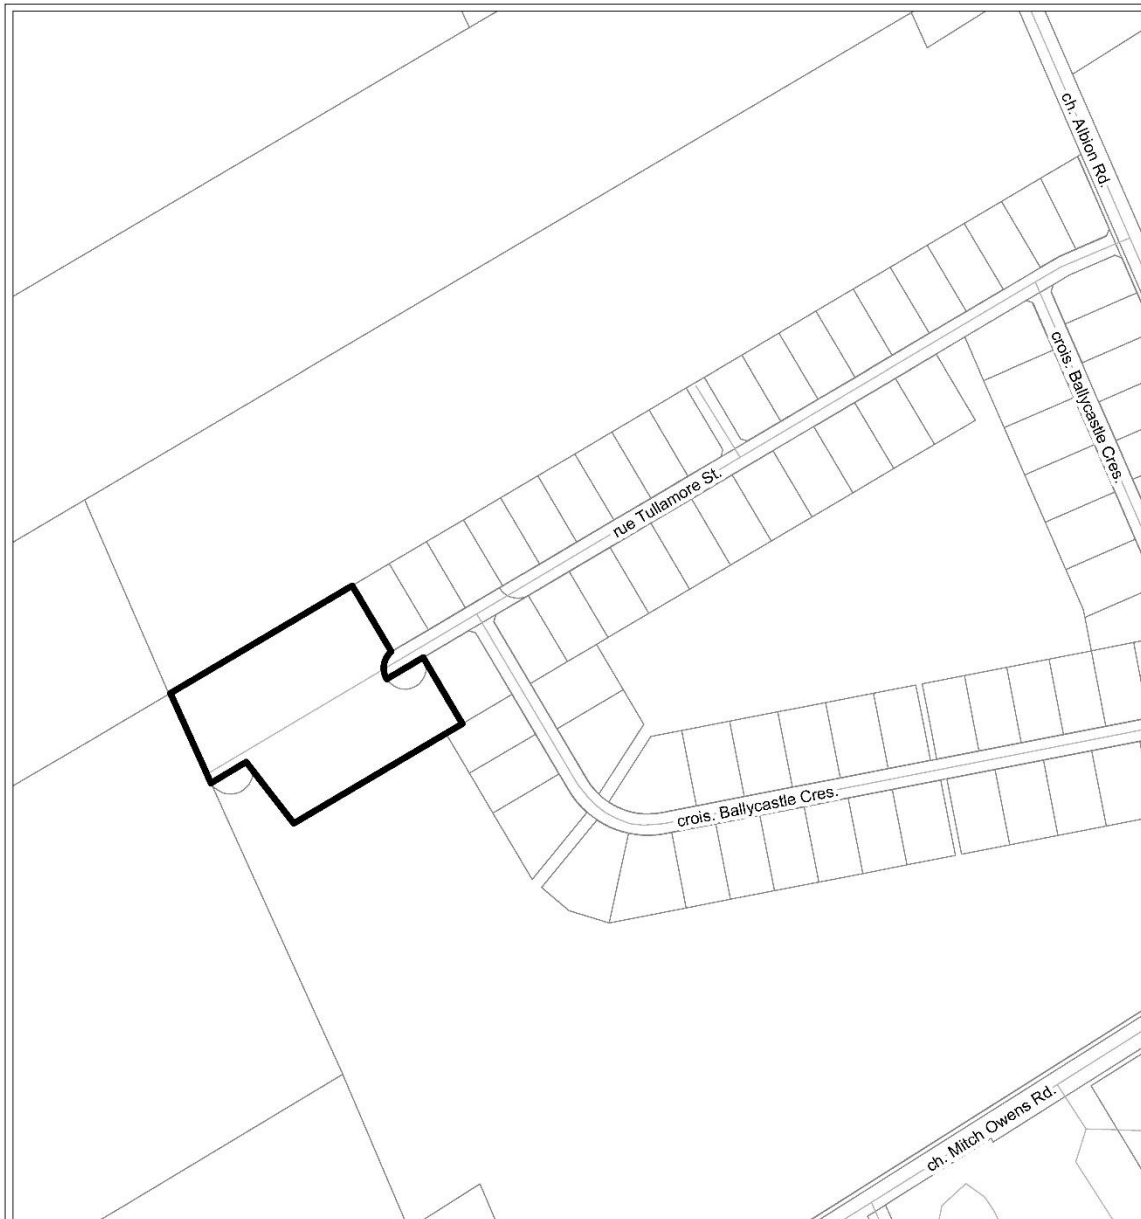 ch. Albion Rd.
crois. Ballycastle Cres.
rue Tullamore St.
crois. Ballycastle Cres.
ch. Mitch Owens Rd.